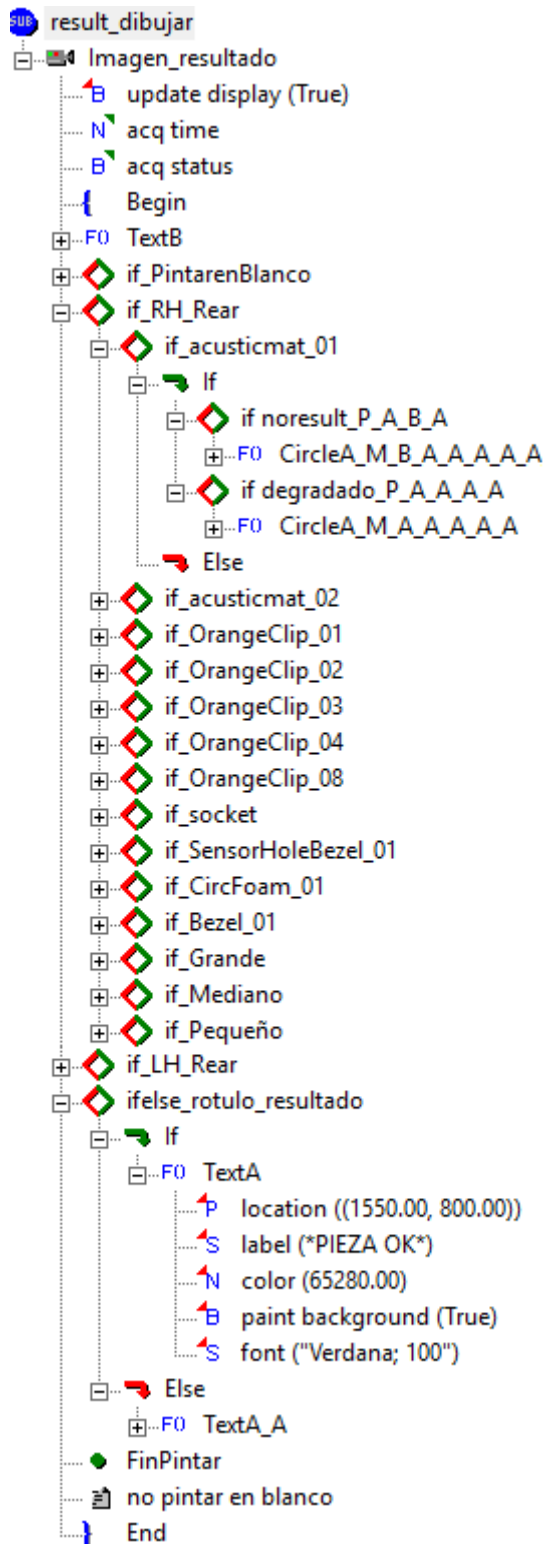 SUB result_dibujar
Imagen_resultado
B update display (True)
N acq time
B acq status
{ Begin
F() TextB
if_PintarenBlanco
if_RH_Rear
if_acusticmat_01
If
if noresult_P_A_B_A
F() CircleA_M_B_A_A_A_A_A
if degradado_P_A_A_A_A
F() CircleA_M_A_A_A_A_A
Else
if_acusticmat_02
if_OrangeClip_01
if_OrangeClip_02
if_OrangeClip_03
if_OrangeClip_04
if_OrangeClip_08
if_socket
if_SensorHoleBezel_01
if_CircFoam_01
if_Bezel_01
if_Grande
if_Mediano
if_Pequeño
if_LH_Rear
ifelse_rotulo_resultado
If
F() TextA
P location ((1550.00, 800.00))
S label (*PIEZA OK*)
N color (65280.00)
B paint background (True)
S font ("Verdana; 100")
Else
F() TextA_A
FinPintar
no pintar en blanco
} End